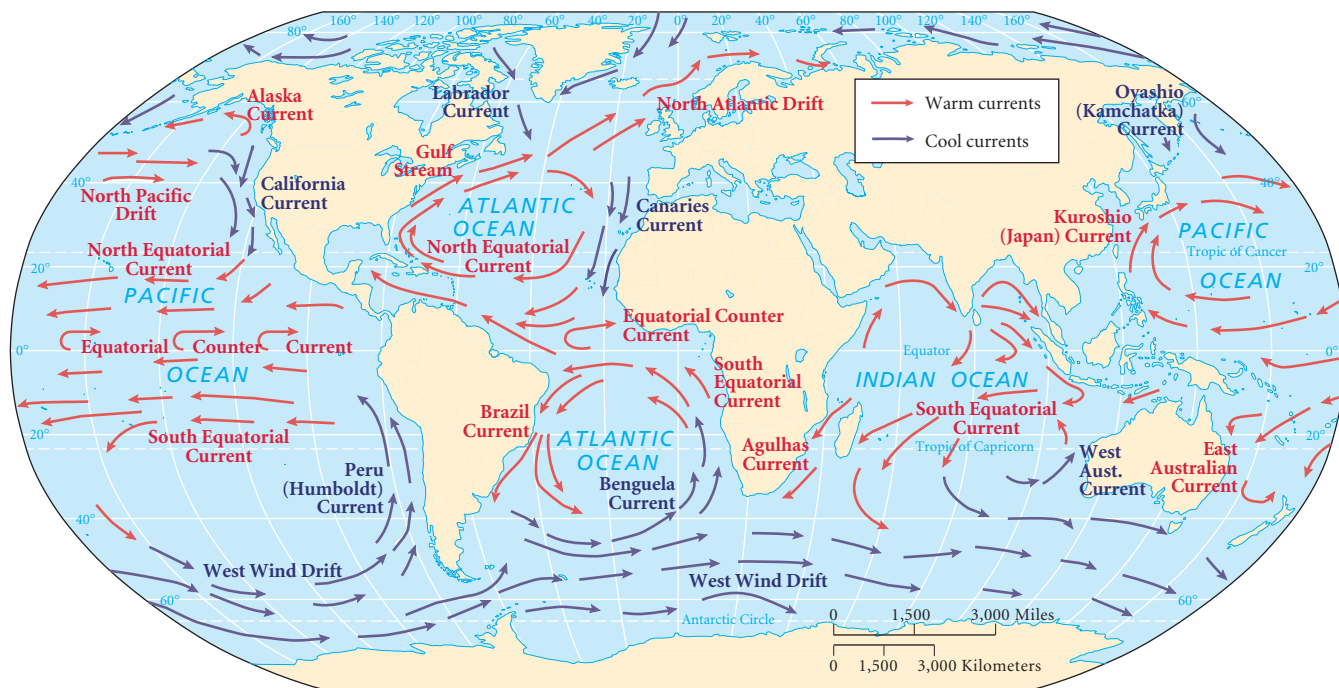 160° 140° 120° 100° 80° 60° 40° 20° 0° 20° 40° 60° 80° 100° 120° 140° 160°
80°
Alaska
Current
Labrador
Current
North Atlantic Drift
Warm currents
Cool currents
Oyashio
(Kamchatka)
Current
60°
Gulf
Stream
North Pacific
Drift
40°
California
Current
ATLANTIC
OCEAN
Canaries
Current
40°
Kuroshio
(Japan) Current
PACIFIC
Tropic of Cancer
OCEAN
North Equatorial
Current
North Equatorial
Current
20°
20°
PACIFIC
OCEAN
Equatorial Counter
Current
Equatorial Counter Current
0°
0°
Equator
INDIAN OCEAN
South
Equatorial
Current
South Equatorial
Current
Tropic of Capricorn
Brazil
Current
ATLANTIC
OCEAN
Agulhas
Current
South Equatorial
Current
20°
20°
West
Aust.
Current
East
Australian
Current
Peru
(Humboldt)
Current
Benguela
Current
40°
40°
West Wind Drift
West Wind Drift
60°
60°
Antarctic Circle
0 1,500 3,000 Miles
0 1,500 3,000 Kilometers